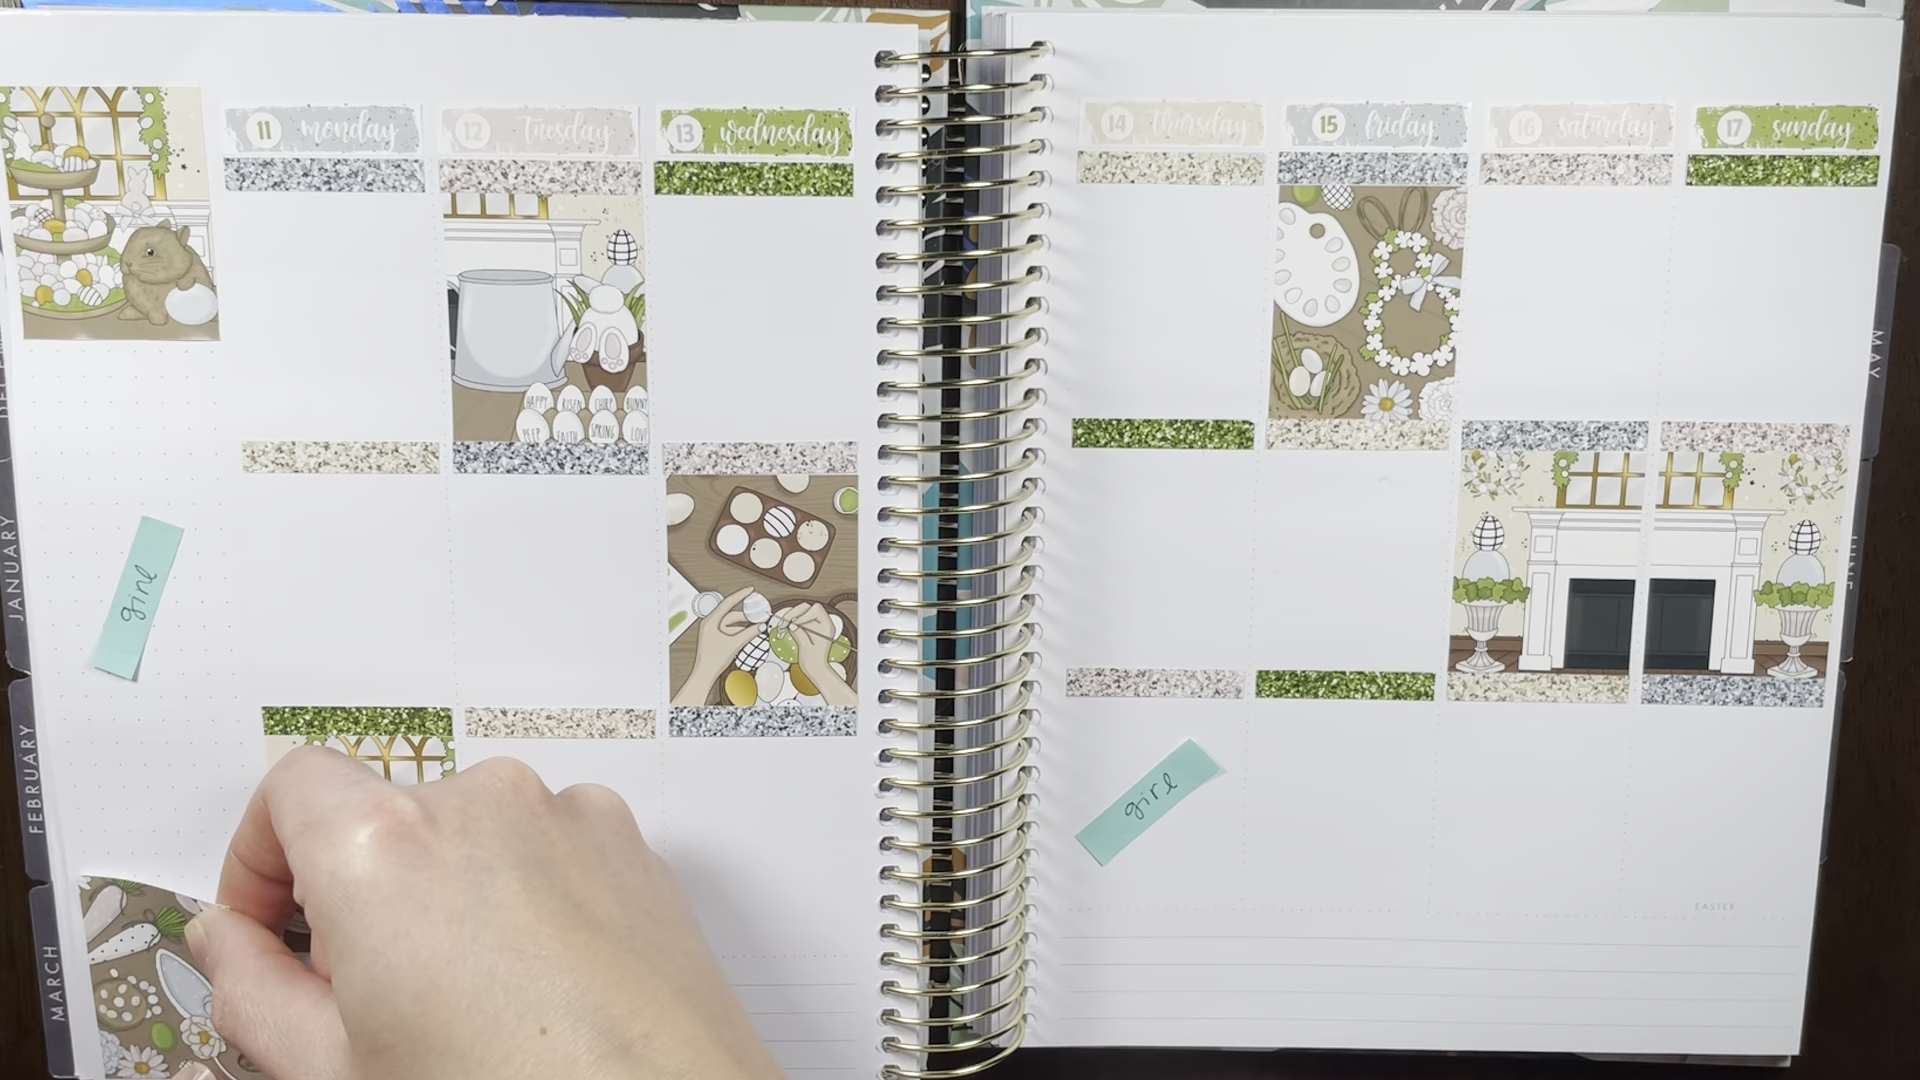 11 monday
12 tuesday
13 wednesday
14 thursday
15 friday
16 saturday
17 sunday
HAPPY RISEN CHIRP BUNNY
PEEP FAITH SPRING LOVE
girl
girl
EASTER
JANUARY
FEBRUARY
MARCH
MAY
JUNE